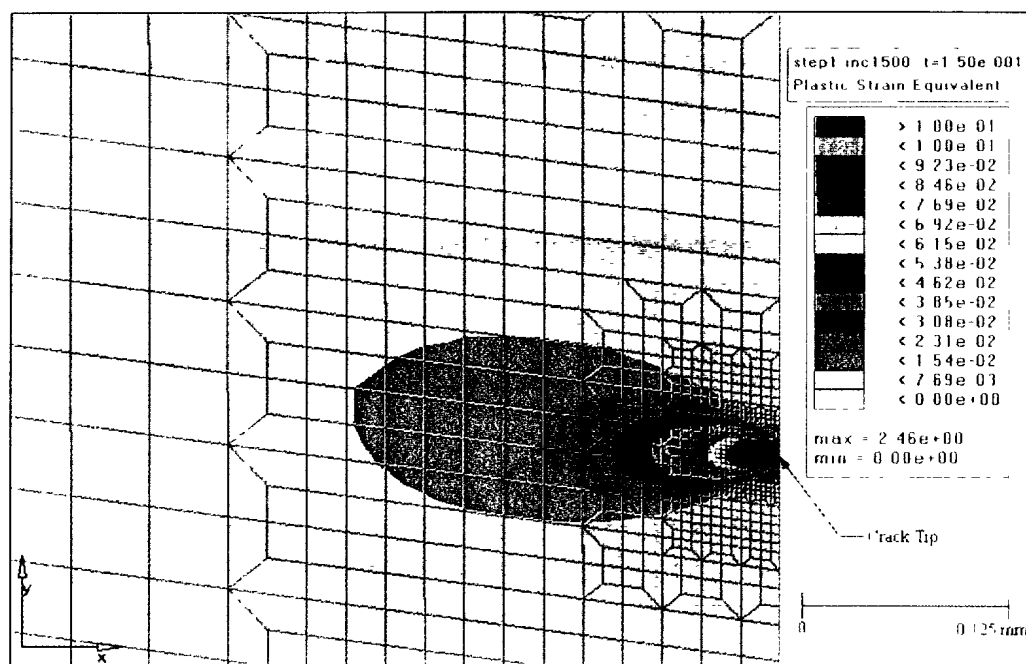 step1 inc1500 t=1 50e 001
Plastic Strain Equivalent
> 1 00e 01
< 1 00e 01
< 9 23e-02
< 8 46e 02
< 7 69e 02
< 6 92e-02
< 6 15e 02
< 5 38e-02
< 4 62e 02
< 3 85e-02
< 3 08e-02
< 2 31e-02
< 1 54e-02
< 7 69e 03
< 0 00e+00
max = 2 46e+00
min = 0 00e+00
Crack Tip
0
0.125 mm
y
x